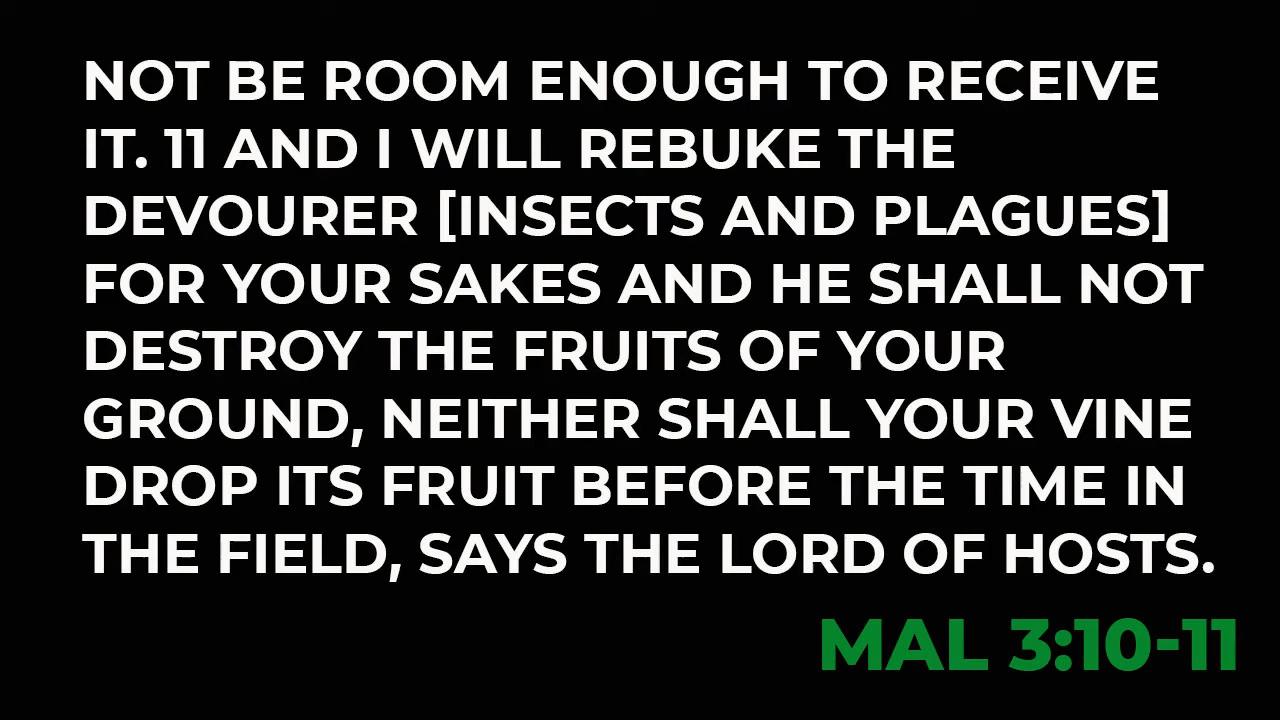 NOT BE ROOM ENOUGH TO RECEIVE
IT. 11 AND I WILL REBUKE THE
DEVOURER [INSECTS AND PLAGUES]
FOR YOUR SAKES AND HE SHALL NOT
DESTROY THE FRUITS OF YOUR
GROUND, NEITHER SHALL YOUR VINE
DROP ITS FRUIT BEFORE THE TIME IN
THE FIELD, SAYS THE LORD OF HOSTS.
MAL 3:10-11